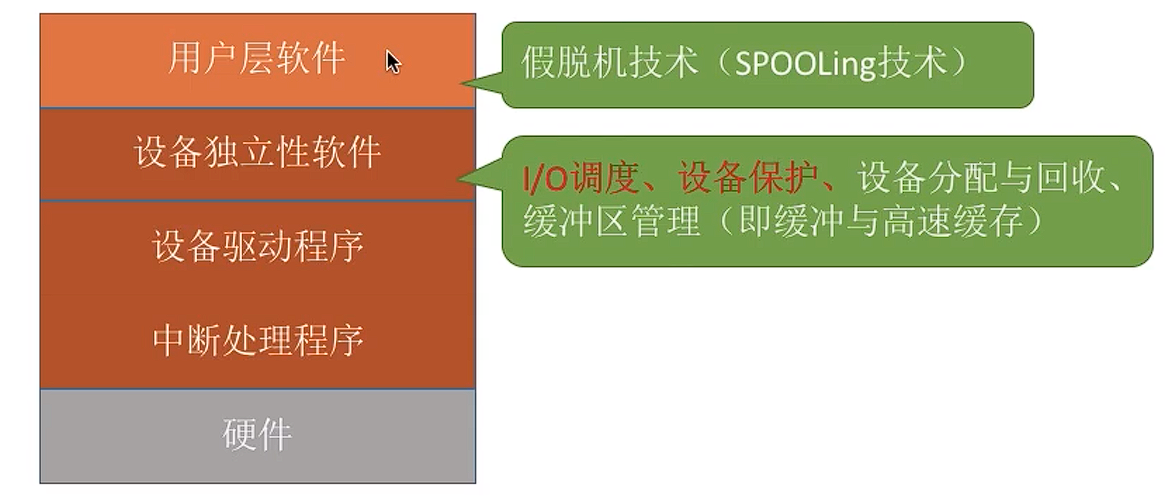 用户层软件
假脱机技术（SPOOLing技术）
设备独立性软件
I/O调度、设备保护、设备分配与回收、
缓冲区管理（即缓冲与高速缓存）
设备驱动程序
中断处理程序
硬件